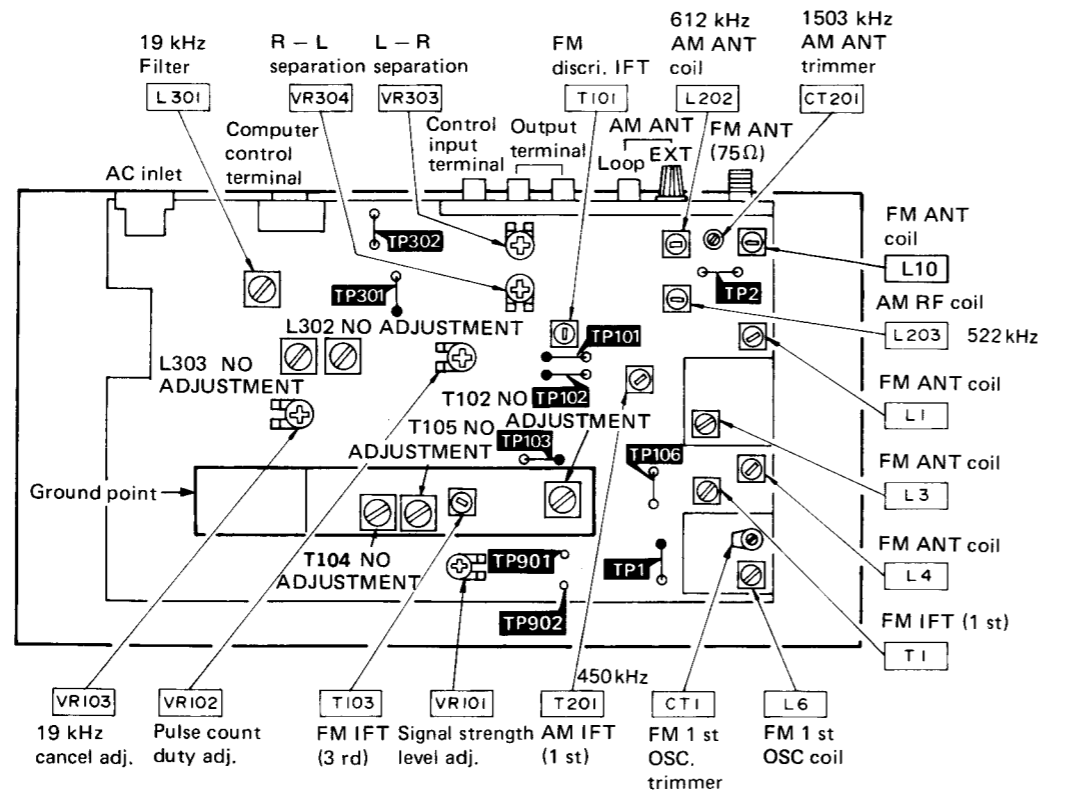 19 kHz
Filter
L301
R – L
separation
VR304
L – R
separation
VR303
FM
discri. IFT
T101
612 kHz
AM ANT
coil
L202
1503 kHz
AM ANT
trimmer
CT201
Computer
control
terminal
Control
input
terminal
Output
terminal
AM ANT
Loop
EXT
FM ANT
(75Ω)
AC inlet
TP302
TP301
TP2
FM ANT
coil
L10
AM RF coil
L203 522 kHz
L302 NO ADJUSTMENT
L303 NO
ADJUSTMENT
TP101
TP102
T102 NO
ADJUSTMENT
T105 NO
ADJUSTMENT
TP103
TP106
FM ANT coil
L1
FM ANT coil
L3
Ground point
T104 NO
ADJUSTMENT
TP901
TP902
TP1
FM ANT coil
L4
FM IFT (1 st)
T1
VR103
19 kHz
cancel adj.
VR102
Pulse count
duty adj.
T103
FM IFT
(3 rd)
VR101
Signal strength
level adj.
450 kHz
T201
AM IFT
(1 st)
CT1
FM 1 st
OSC.
trimmer
L6
FM 1 st
OSC coil